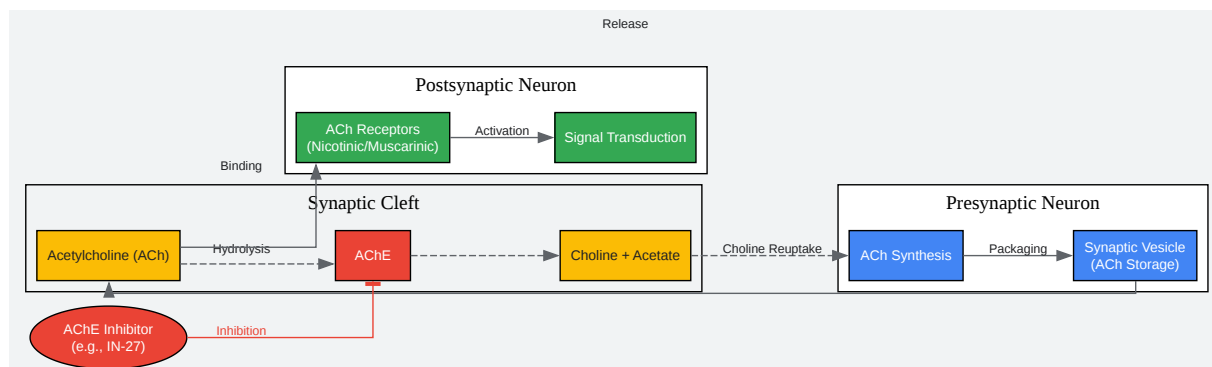 Release
Postsynaptic Neuron
ACh Receptors
(Nicotinic/Muscarinic)
Activation
Signal Transduction
Binding
Synaptic Cleft
Presynaptic Neuron
Acetylcholine (ACh)
Hydrolysis
AChE
Choline + Acetate
Choline Reuptake
ACh Synthesis
Packaging
Synaptic Vesicle
(ACh Storage)
AChE Inhibitor
(e.g., IN-27)
Inhibition